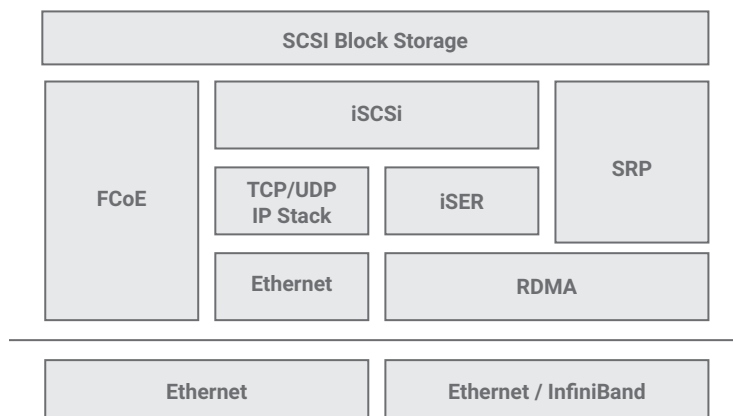 SCSI Block Storage
FCoE
iSCSi
TCP/UDP
IP Stack
iSER
SRP
Ethernet
RDMA
Ethernet
Ethernet / InfiniBand